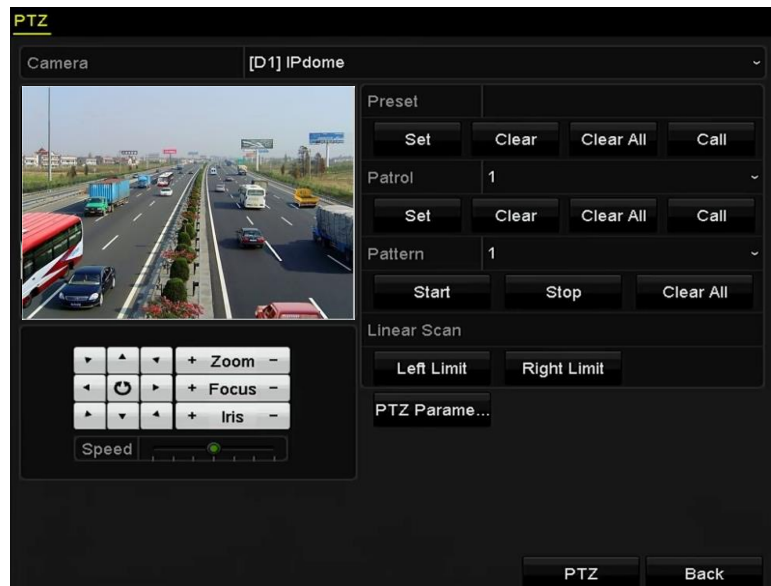 PTZ
Camera [D1] IPdome
Preset
Set Clear Clear All Call
Patrol 1
Set Clear Clear All Call
Pattern 1
Start Stop Clear All
Linear Scan
Left Limit Right Limit
PTZ Parame...
+ Zoom -
+ Focus -
+ Iris -
Speed
PTZ Back